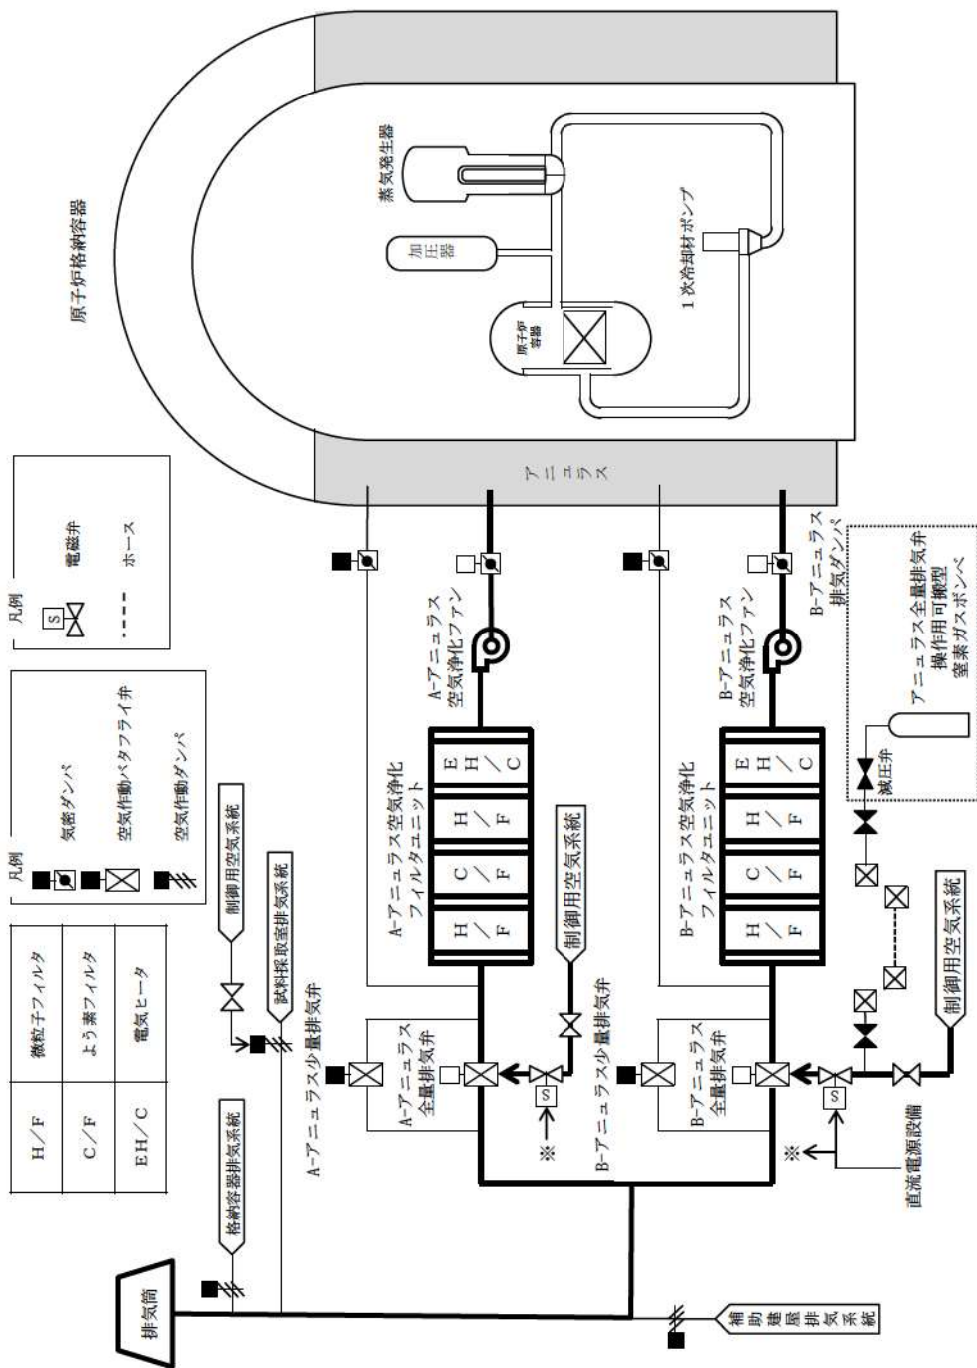 原子炉格納容器
蒸気発生器
加圧器
原子炉
容器
1次冷却材ポンプ
アニュラス
凡例
S
電磁弁
ホース
凡例
気密ダンパ
空気作動バタフライ弁
空気作動ダンパ
H/F
微粒子フィルタ
C/F
よう素フィルタ
EH/C
電気ヒータ
制御用空気系統
試料採取室排気系統
格納容器排気系統
排気筒
補助建屋
排気系統
A-アニュラス
空気浄化ファン
A-アニュラス空気浄化
フィルタユニット
H/F
C/F
H/F
EH/C
制御用空気系統
A-アニュラス少量排気弁
A-アニュラス
全量排気弁
S
※
B-アニュラス
排気ダンパ
B-アニュラス
空気浄化ファン
B-アニュラス空気浄化
フィルタユニット
H/F
C/F
H/F
EH/C
B-アニュラス少量排気弁
B-アニュラス
全量排気弁
S
※
直流電源設備
制御用空気系統
減圧弁
アニュラス全量排気弁
操作用可搬型
窒素ガスボンベ